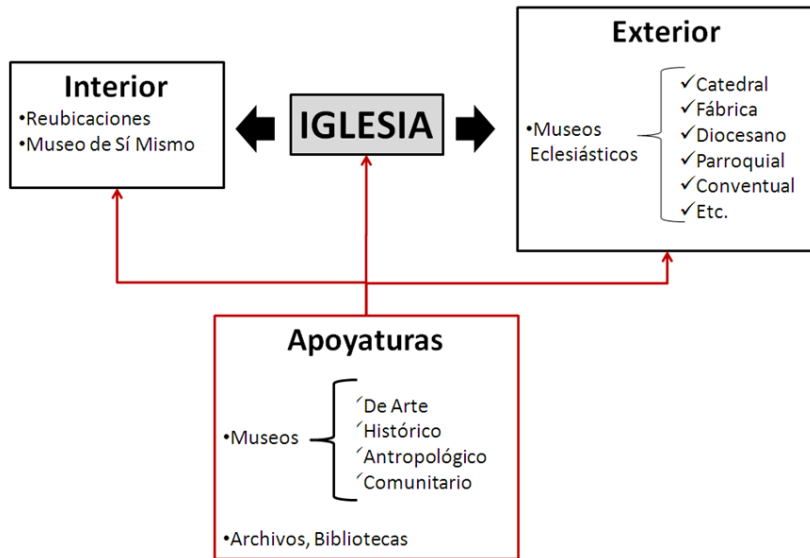 Interior
•Reubicaciones
•Museo de Sí Mismo
IGLESIA
Exterior
•Museos
Eclesiásticos
✓Catedral
✓Fábrica
✓Diocesano
✓Parroquial
✓Conventual
✓Etc.
Apoyaturas
•Museos
✓De Arte
✓Histórico
✓Antropológico
✓Comunitario
•Archivos, Bibliotecas